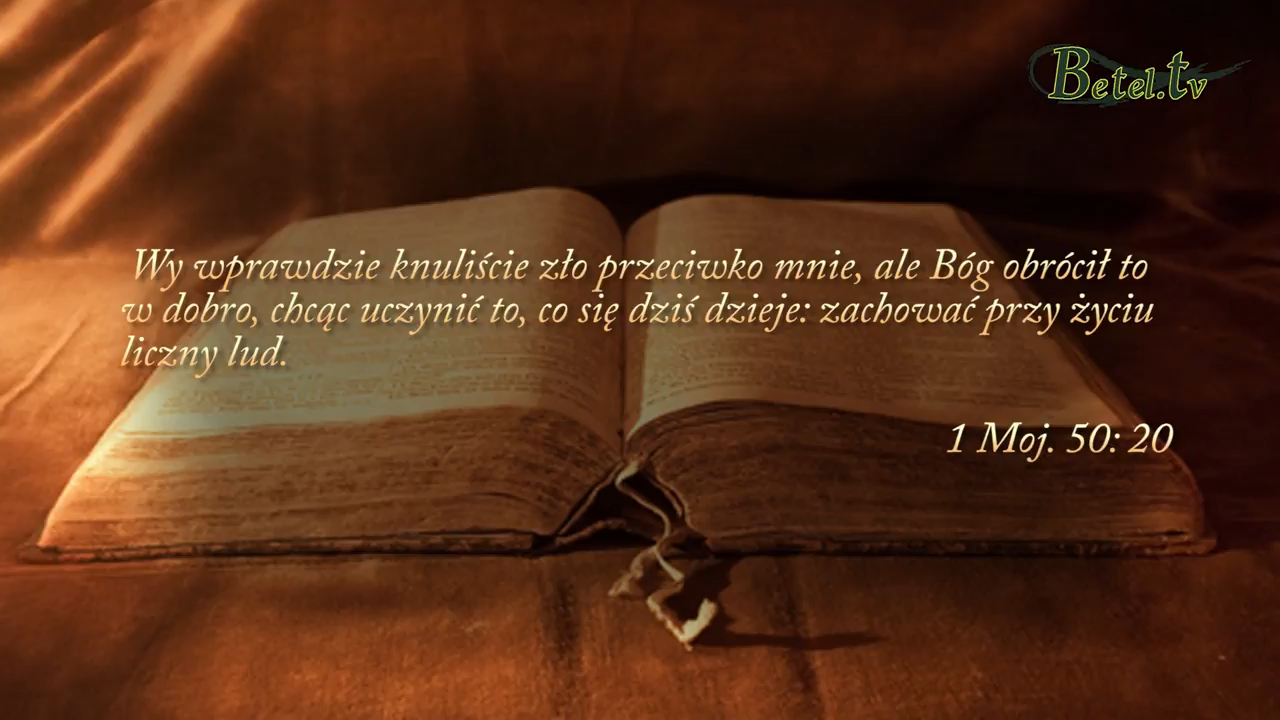 Betel.tv
Wy wprawdzie knuliście zło przeciwko mnie, ale Bóg obrócił to
w dobro, chcąc uczynić to, co się dziś dzieje: zachować przy życiu
liczny lud.
1 Moj. 50: 20